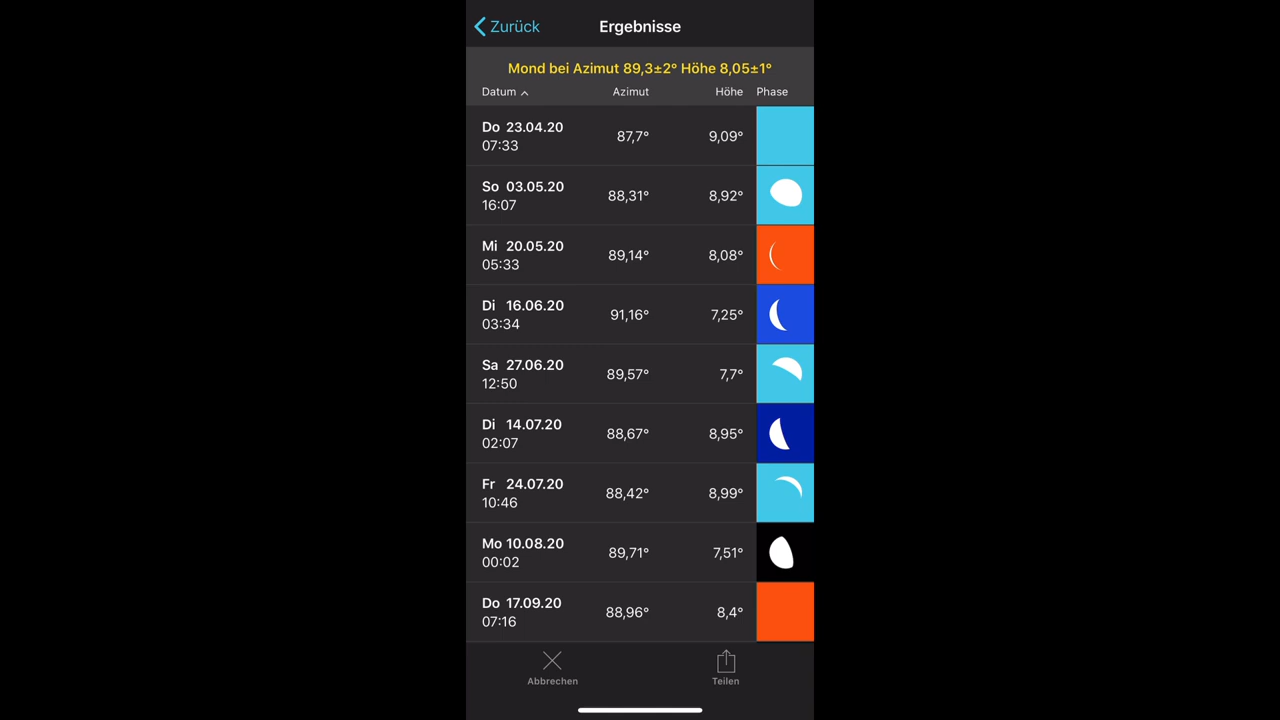 Zurück
Ergebnisse
Mond bei Azimut 89,3±2° Höhe 8,05±1°
Datum Azimut Höhe Phase
Do 23.04.20
07:33
87,7° 9,09°
So 03.05.20
16:07
88,31° 8,92°
Mi 20.05.20
05:33
89,14° 8,08°
Di 16.06.20
03:34
91,16° 7,25°
Sa 27.06.20
12:50
89,57° 7,7°
Di 14.07.20
02:07
88,67° 8,95°
Fr 24.07.20
10:46
88,42° 8,99°
Mo 10.08.20
00:02
89,71° 7,51°
Do 17.09.20
07:16
88,96° 8,4°
Abbrechen
Teilen